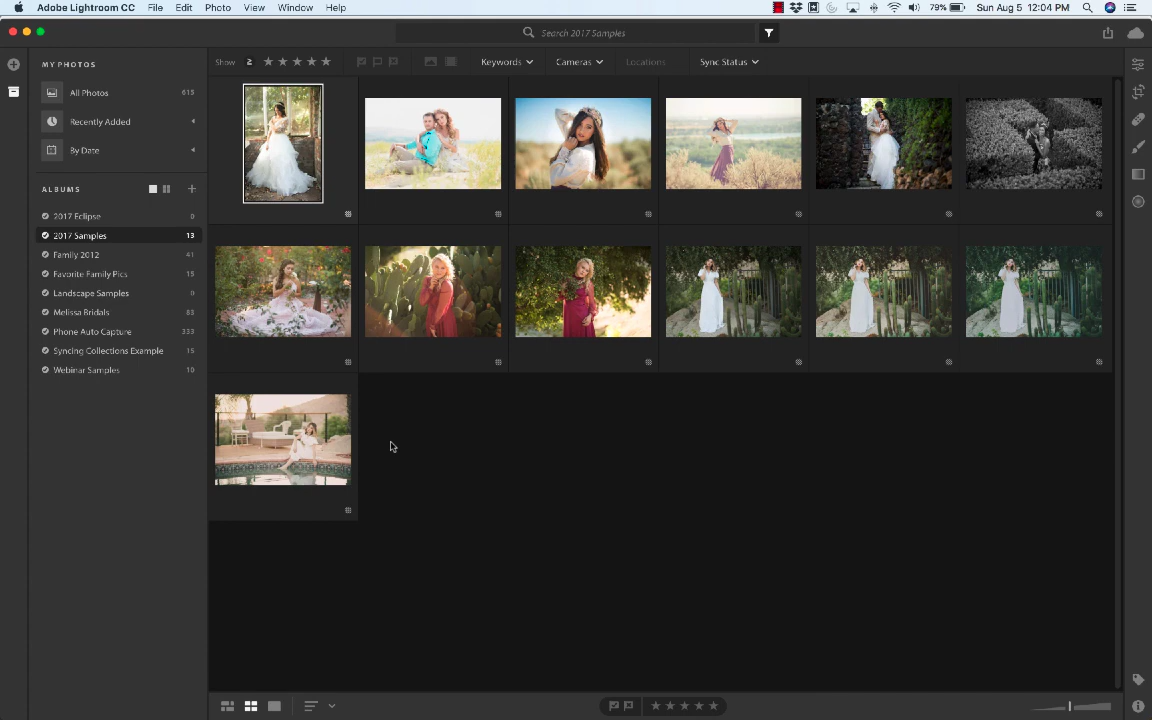 Adobe Lightroom CC File Edit Photo View Window Help 79% Sun Aug 5 12:04 PM
Search 2017 Samples
MY PHOTOS
Show ≥ Keywords Cameras Locations Sync Status
All Photos 615
Recently Added
By Date
ALBUMS
2017 Eclipse 0
2017 Samples 13
Family 2012 41
Favorite Family Pics 15
Landscape Samples 0
Melissa Bridals 83
Phone Auto Capture 333
Syncing Collections Example 15
Webinar Samples 10